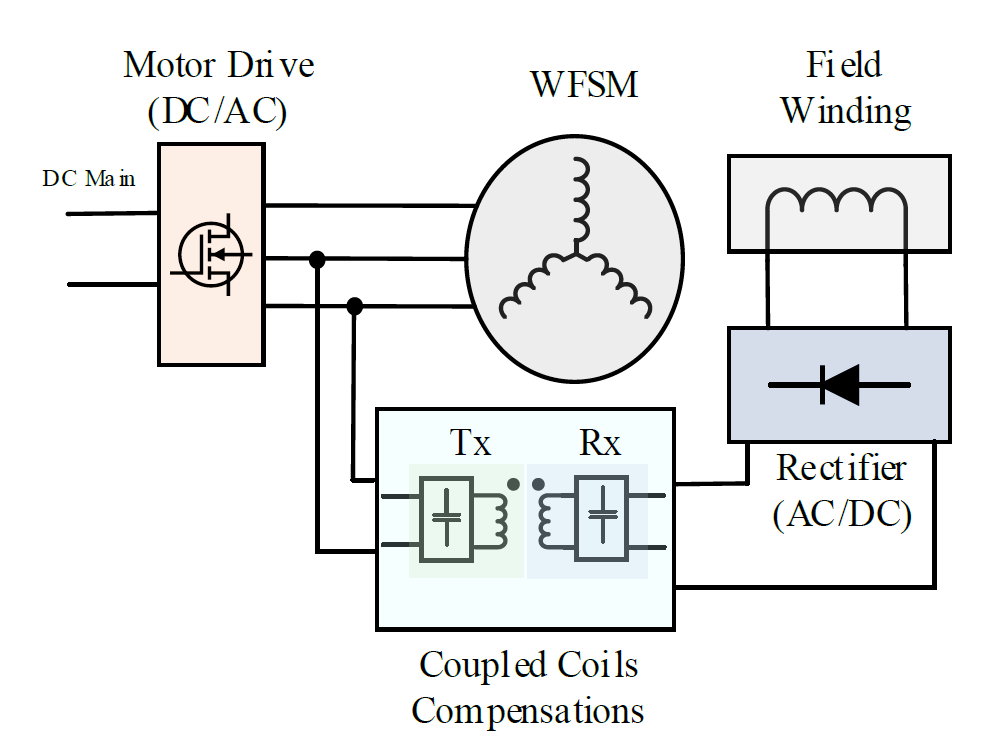 Motor Drive
(DC/AC)
WFSM
Field
Winding
DC Main
Tx
Rx
Rectifier
(AC/DC)
Coupled Coils
Compensations